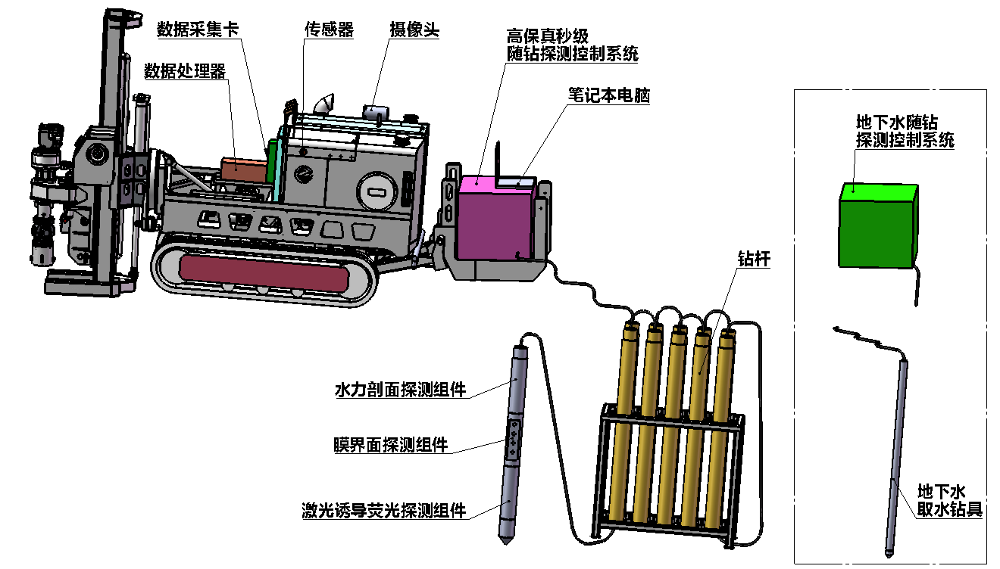 数据采集卡
传感器
摄像头
高保真秒级
随钻探测控制系统
数据处理器
笔记本电脑
地下水随钻
探测控制系统
钻杆
水力剖面探测组件
膜界面探测组件
激光诱导荧光探测组件
地下水
取水钻具